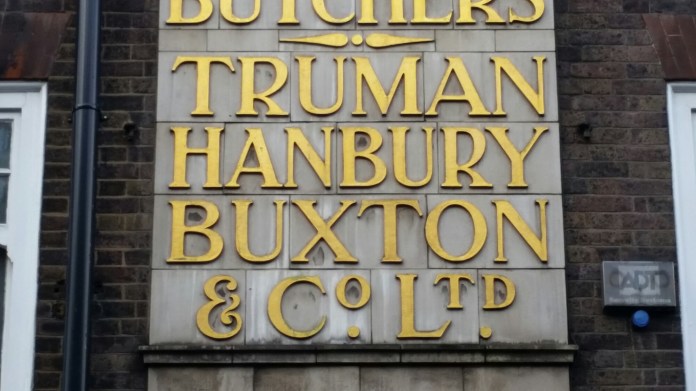 BUTCHERS
TRUMAN
HANBURY
BUXTON
& Co. LTD.